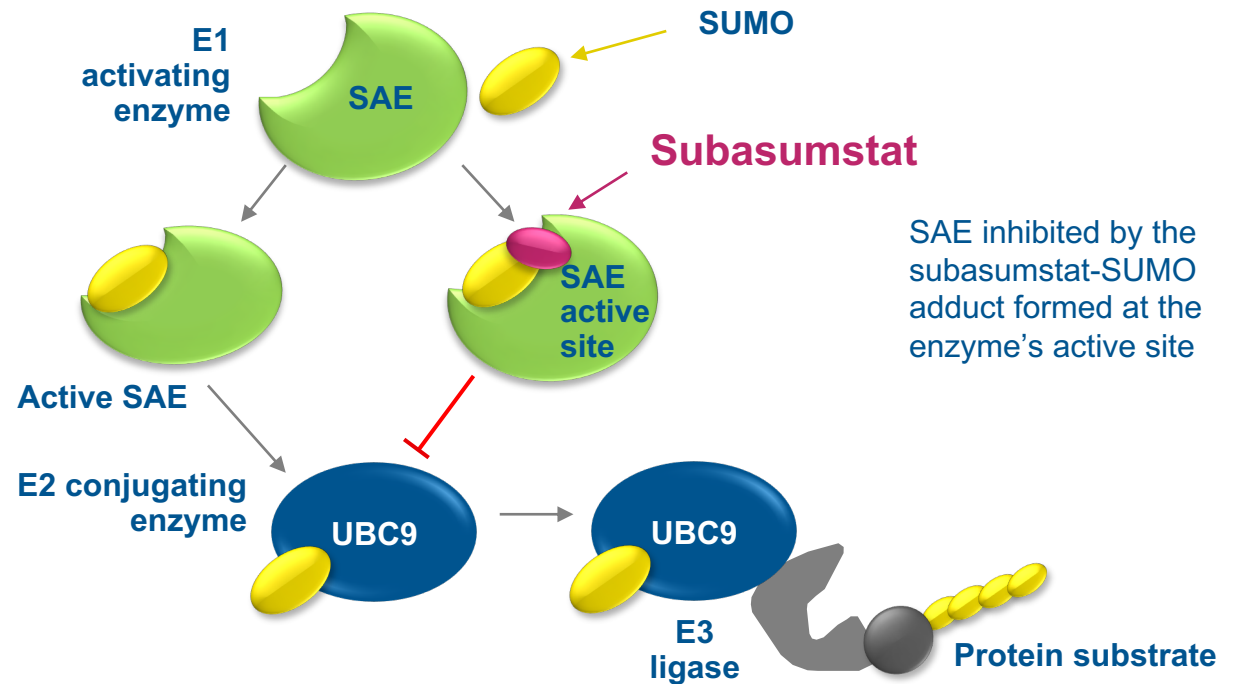 SUMO
E1
activating
enzyme
SAE
Subasumstat
SAE
active
site
SAE inhibited by the
subasumstat-SUMO
adduct formed at the
enzyme’s active site
Active SAE
E2 conjugating
enzyme
UBC9
UBC9
E3
ligase
Protein substrate